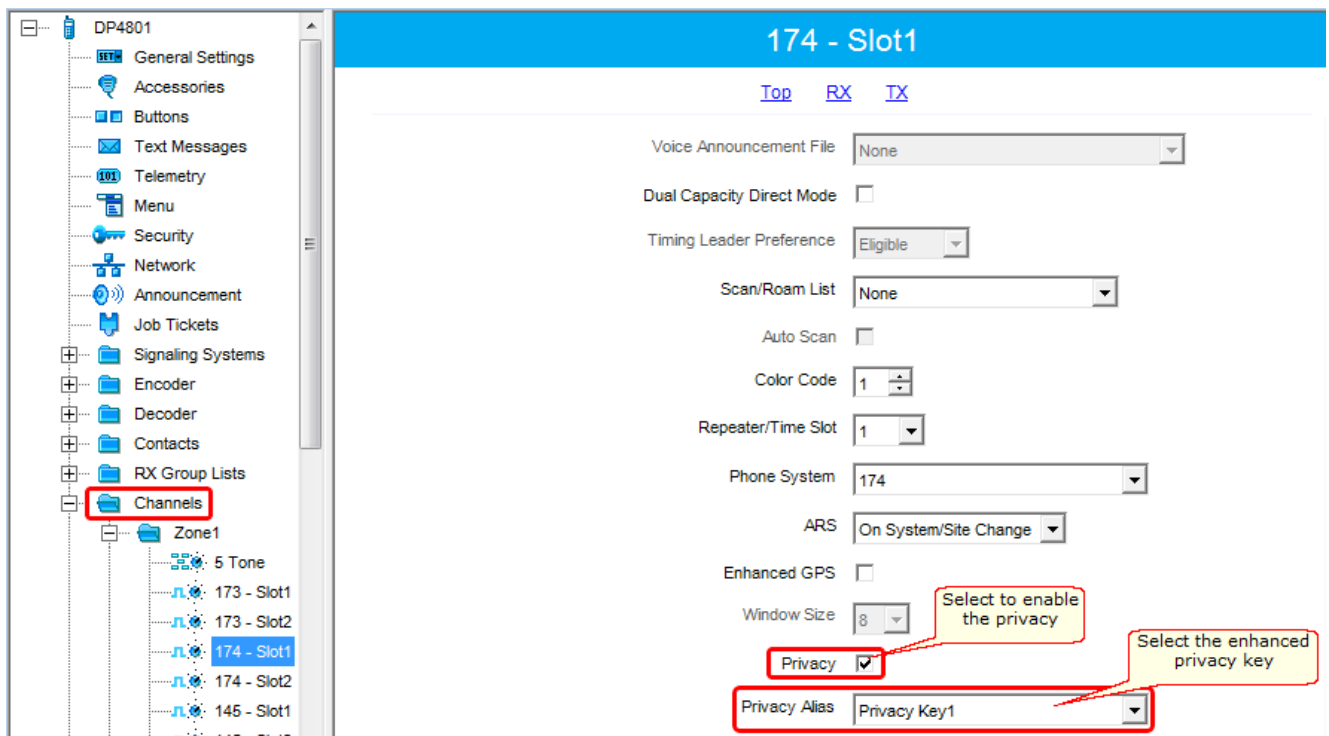 DP4801
SET
General Settings
Accessories
Buttons
Text Messages
101
Telemetry
Menu
Security
Network
Announcement
Job Tickets
Signaling Systems
Encoder
Decoder
Contacts
RX Group Lists
Channels
Zone1
5 Tone
173 - Slot1
173 - Slot2
174 - Slot1
174 - Slot2
145 - Slot1
174 - Slot1
Top RX TX
Voice Announcement File None
Dual Capacity Direct Mode
Timing Leader Preference Eligible
Scan/Roam List None
Auto Scan
Color Code 1
Repeater/Time Slot 1
Phone System 174
ARS On System/Site Change
Enhanced GPS
Window Size 8
Select to enable
the privacy
Privacy
Select the enhanced
privacy key
Privacy Alias Privacy Key1